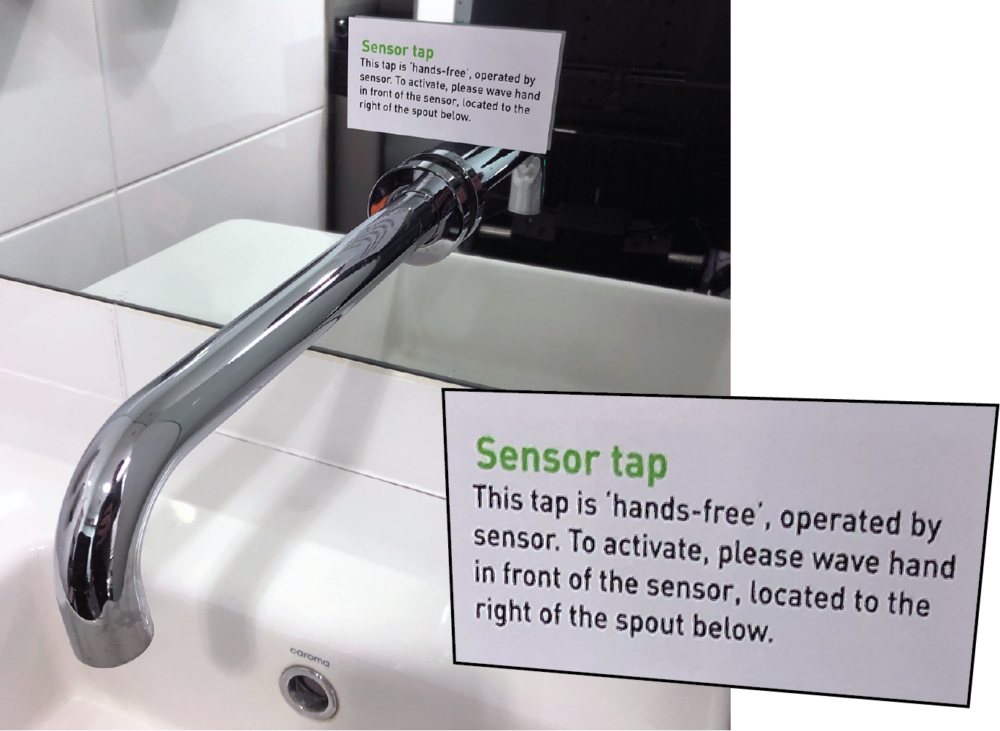 Sensor tap
This tap is 'hands-free', operated by
sensor. To activate, please wave hand
in front of the sensor, located to the
right of the spout below.
caroma
Sensor tap
This tap is 'hands-free', operated by
sensor. To activate, please wave hand
in front of the sensor, located to the
right of the spout below.